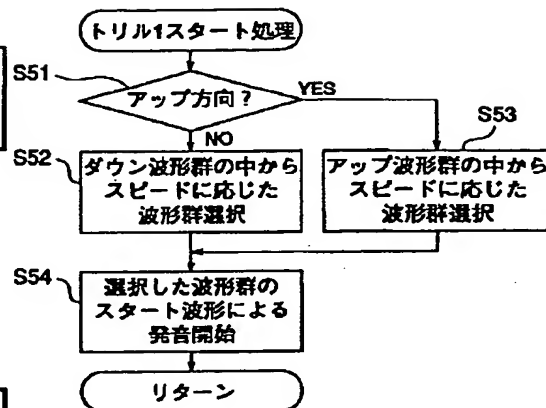 トリル1スタート処理
S51
アップ方向?
YES
S53
NO
S52
ダウン波形群の中から
スピードに応じた
波形群選択
アップ波形群の中から
スピードに応じた
波形群選択
S54
選択した波形群の
スタート波形による
発音開始
リターン